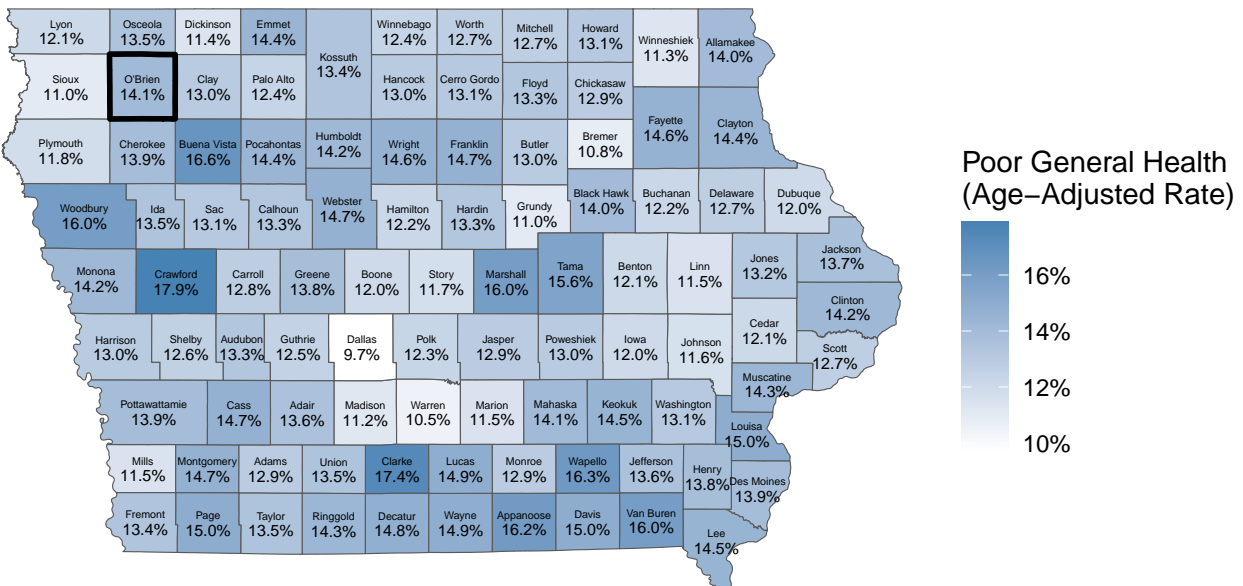 Lyon
12.1%
Osceola
13.5%
Dickinson
11.4%
Emmet
14.4%
Kossuth
13.4%
Winnebago
12.4%
Worth
12.7%
Mitchell
12.7%
Howard
13.1%
Winneshiek
11.3%
Allamakee
14.0%
Sioux
11.0%
O'Brien
14.1%
Clay
13.0%
Palo Alto
12.4%
Hancock
13.0%
Cerro Gordo
13.1%
Floyd
13.3%
Chickasaw
12.9%
Fayette
14.6%
Clayton
14.4%
Plymouth
11.8%
Cherokee
13.9%
Buena Vista
16.6%
Pocahontas
14.4%
Humboldt
14.2%
Wright
14.6%
Franklin
14.7%
Butler
13.0%
Bremer
10.8%
Woodbury
16.0%
Ida
13.5%
Sac
13.1%
Calhoun
13.3%
Webster
14.7%
Hamilton
12.2%
Hardin
13.3%
Grundy
11.0%
Black Hawk
14.0%
Buchanan
12.2%
Delaware
12.7%
Dubuque
12.0%
Monona
14.2%
Crawford
17.9%
Carroll
12.8%
Greene
13.8%
Boone
12.0%
Story
11.7%
Marshall
16.0%
Tama
15.6%
Benton
12.1%
Linn
11.5%
Jones
13.2%
Jackson
13.7%
Clinton
14.2%
Harrison
13.0%
Shelby
12.6%
Audubon
13.3%
Guthrie
12.5%
Dallas
9.7%
Polk
12.3%
Jasper
12.9%
Poweshiek
13.0%
Iowa
12.0%
Johnson
11.6%
Cedar
12.1%
Scott
12.7%
Muscatine
14.3%
Pottawattamie
13.9%
Cass
14.7%
Adair
13.6%
Madison
11.2%
Warren
10.5%
Marion
11.5%
Mahaska
14.1%
Keokuk
14.5%
Washington
13.1%
Louisa
15.0%
Mills
11.5%
Montgomery
14.7%
Adams
12.9%
Union
13.5%
Clarke
17.4%
Lucas
14.9%
Monroe
12.9%
Wapello
16.3%
Jefferson
13.6%
Henry
13.8%
Des Moines
13.9%
Fremont
13.4%
Page
15.0%
Taylor
13.5%
Ringgold
14.3%
Decatur
14.8%
Wayne
14.9%
Appanoose
16.2%
Davis
15.0%
Van Buren
16.0%
Lee
14.5%
Poor General Health
(Age−Adjusted Rate)
16%
14%
12%
10%